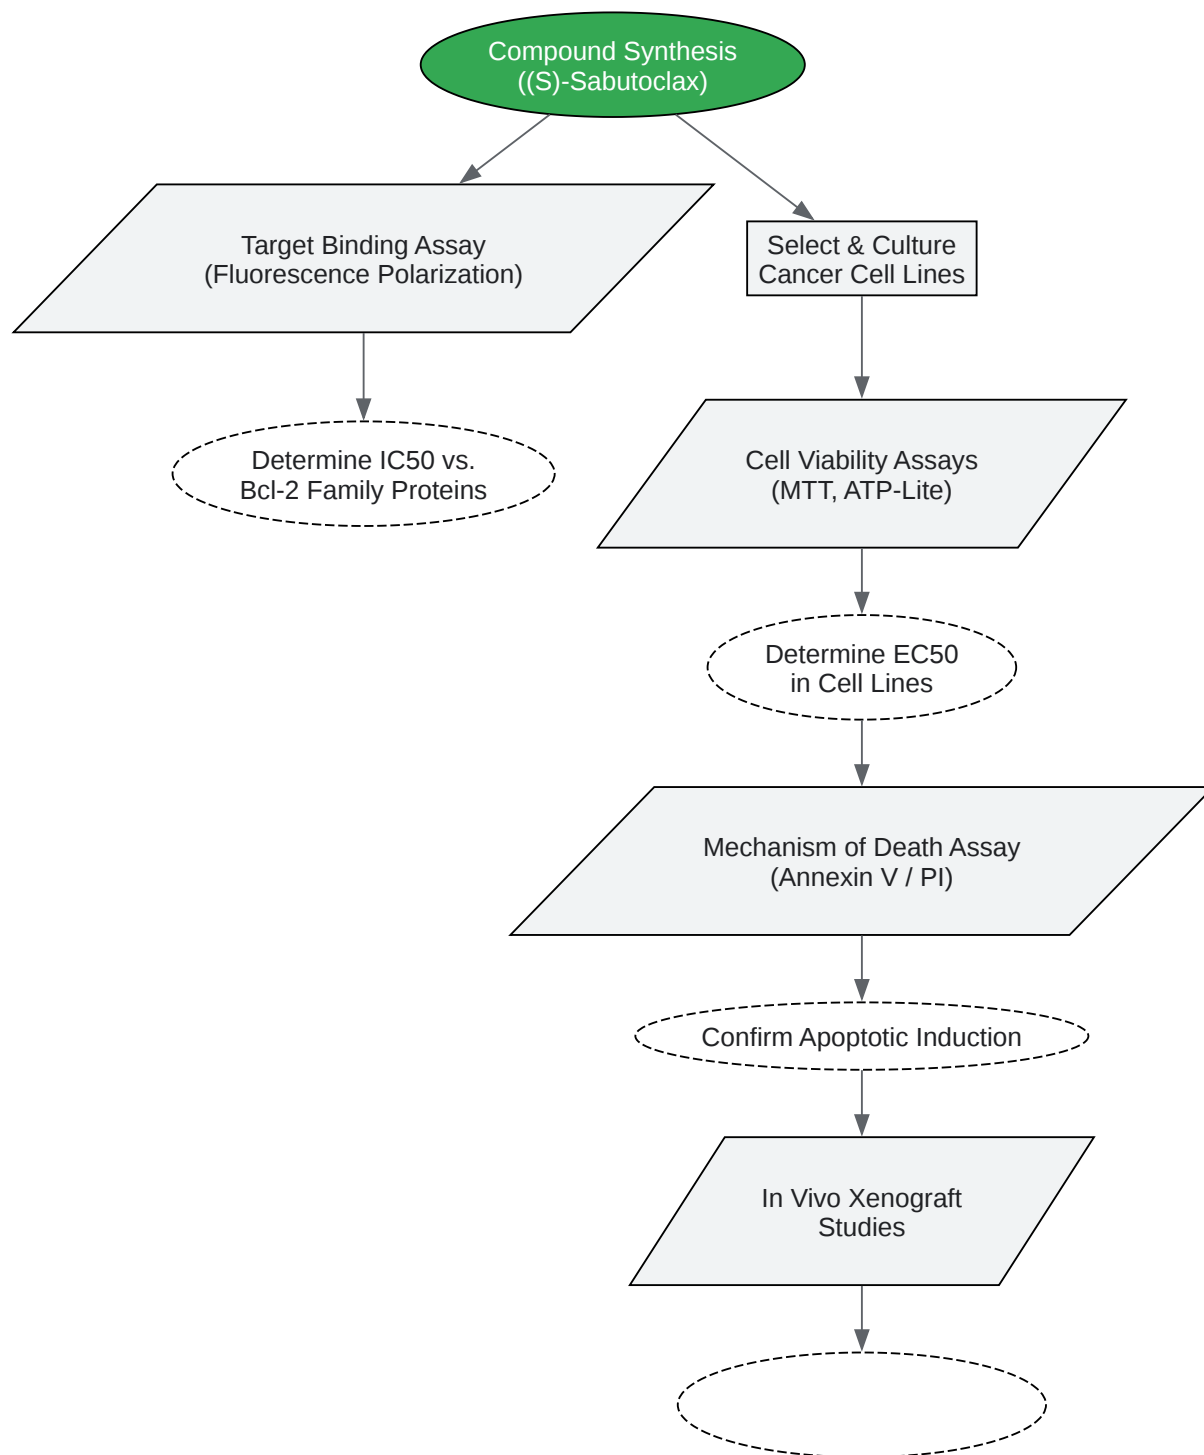 Compound Synthesis
((S)-Sabutoclax)
Target Binding Assay
(Fluorescence Polarization)
Select & Culture
Cancer Cell Lines
Determine IC50 vs.
Bcl-2 Family Proteins
Cell Viability Assays
(MTT, ATP-Lite)
Determine EC50
in Cell Lines
Mechanism of Death Assay
(Annexin V / PI)
Confirm Apoptotic Induction
In Vivo Xenograft
Studies